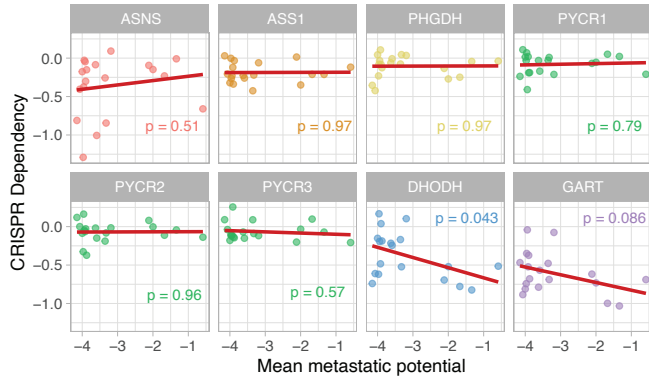 ASNS ASS1 PHGDH PYCR1
0.0
−0.5
−1.0
p = 0.51 p = 0.97 p = 0.97 p = 0.79
CRISPR Dependency
PYCR2 PYCR3 DHODH GART
0.0
−0.5
−1.0
p = 0.96 p = 0.57 p = 0.043 p = 0.086
−4 −3 −2 −1 −4 −3 −2 −1 −4 −3 −2 −1 −4 −3 −2 −1
Mean metastatic potential